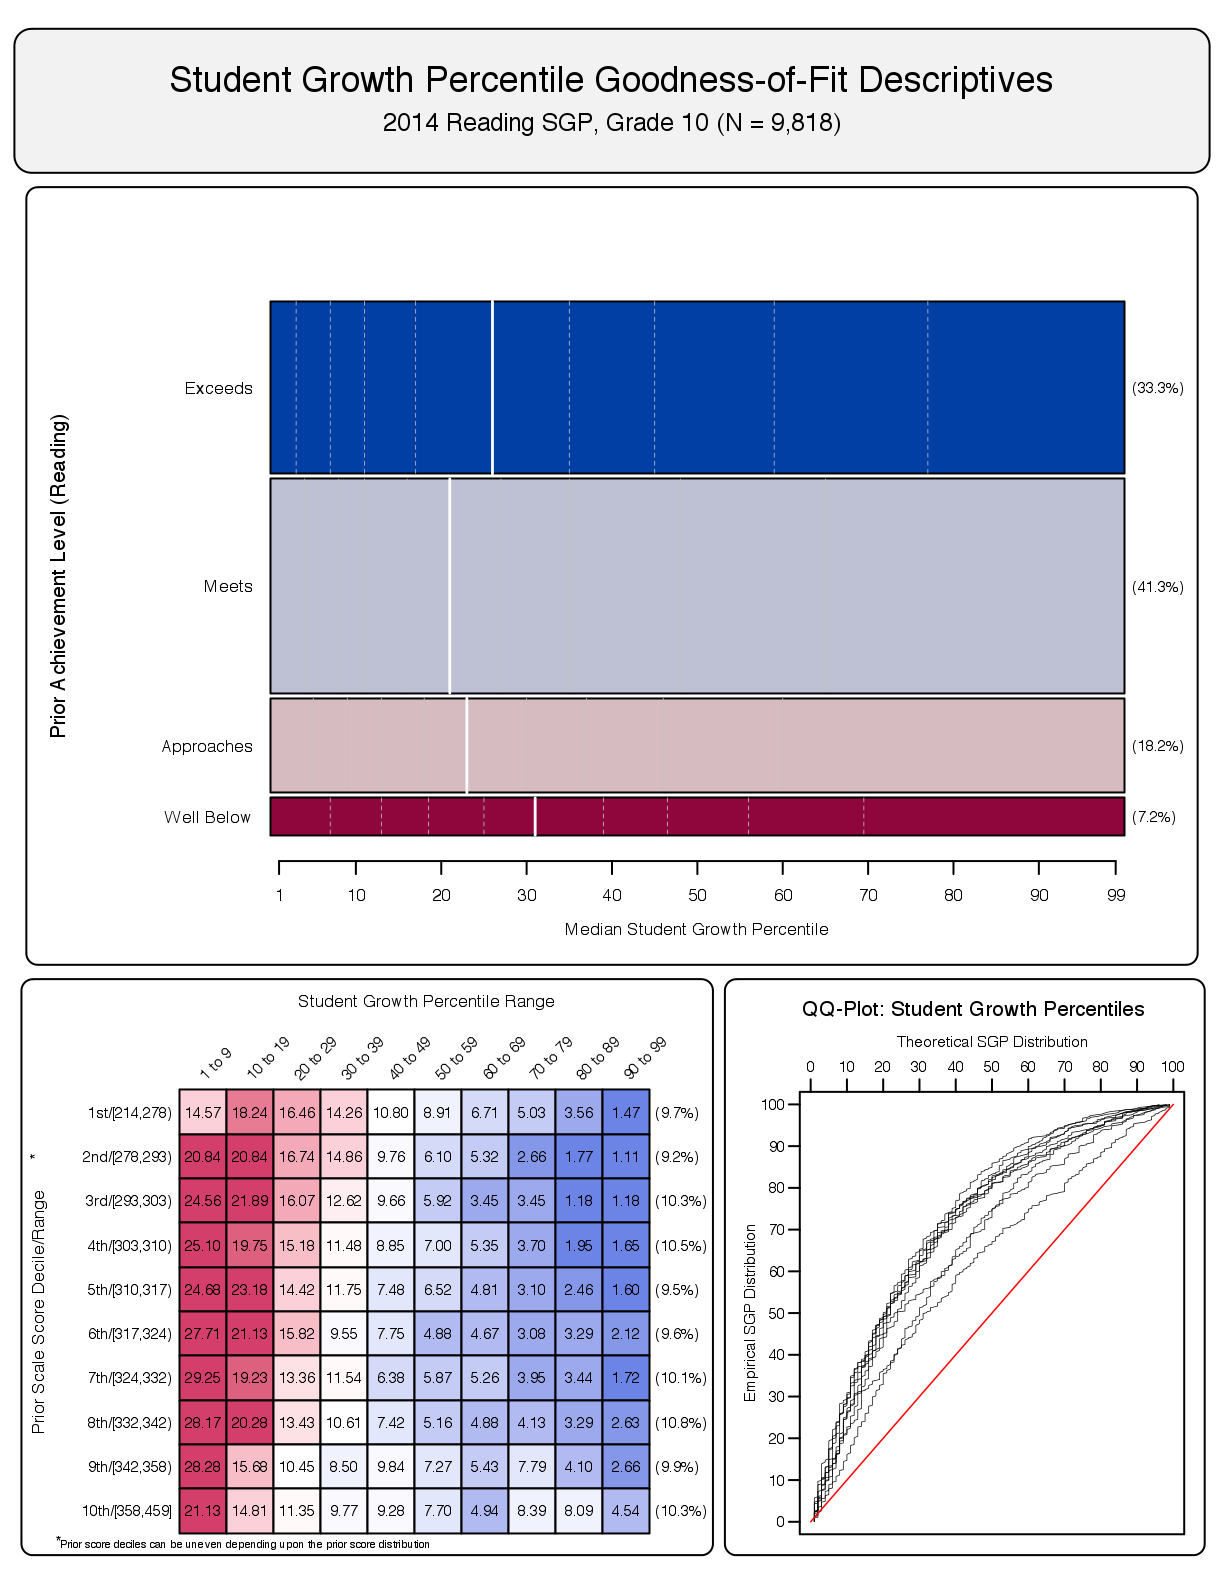 Student Growth Percentile Goodness-of-Fit Descriptives
2014 Reading SGP, Grade 10 (N = 9,818)
Prior Achievement Level (Reading)
Exceeds (33.3%)
Meets (41.3%)
Approaches (18.2%)
Well Below (7.2%)
1 10 20 30 40 50 60 70 80 90 99
Median Student Growth Percentile
Student Growth Percentile Range
1 to 9 10 to 19 20 to 29 30 to 39 40 to 49 50 to 59 60 to 69 70 to 79 80 to 89 90 to 99
Prior Scale Score Decile/Range *
1st/[214,278) 14.57 18.24 16.46 14.26 10.80 8.91 6.71 5.03 3.56 1.47 (9.7%)
2nd/[278,293) 20.84 20.84 16.74 14.86 9.76 6.10 5.32 2.66 1.77 1.11 (9.2%)
3rd/[293,303) 24.56 21.89 16.07 12.62 9.66 5.92 3.45 3.45 1.18 1.18 (10.3%)
4th/[303,310) 25.10 19.75 15.18 11.48 8.85 7.00 5.35 3.70 1.95 1.65 (10.5%)
5th/[310,317) 24.68 23.18 14.42 11.75 7.48 6.52 4.81 3.10 2.46 1.60 (9.5%)
6th/[317,324) 27.71 21.13 15.82 9.55 7.75 4.88 4.67 3.08 3.29 2.12 (9.6%)
7th/[324,332) 29.25 19.23 13.36 11.54 6.38 5.87 5.26 3.95 3.44 1.72 (10.1%)
8th/[332,342) 28.17 20.28 13.43 10.61 7.42 5.16 4.88 4.13 3.29 2.63 (10.8%)
9th/[342,358) 28.28 15.68 10.45 8.50 9.84 7.27 5.43 7.79 4.10 2.66 (9.9%)
10th/[358,459] 21.13 14.81 11.35 9.77 9.28 7.70 4.94 8.39 8.09 4.54 (10.3%)
*Prior score deciles can be uneven depending upon the prior score distribution
QQ-Plot: Student Growth Percentiles
Theoretical SGP Distribution
0 10 20 30 40 50 60 70 80 90 100
Empirical SGP Distribution
100
90
80
70
60
50
40
30
20
10
0